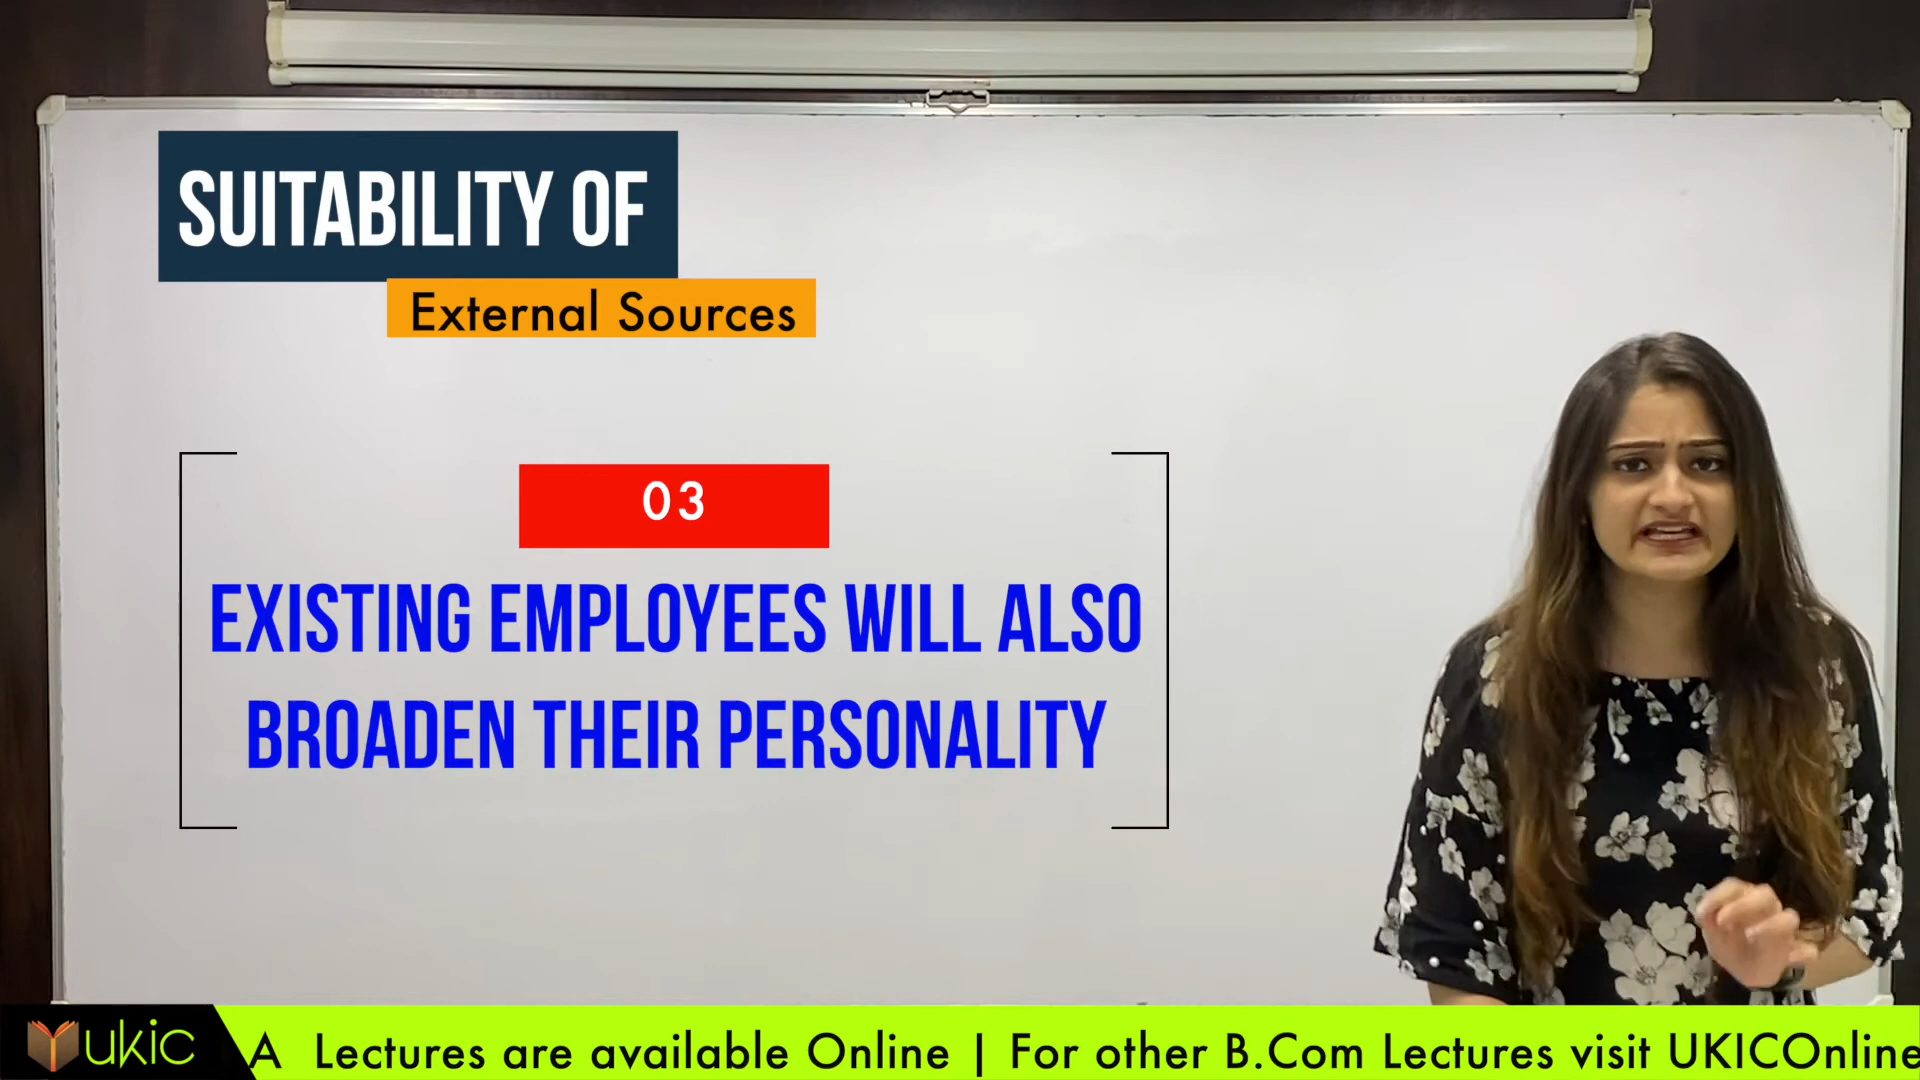 SUITABILITY OF
External Sources
03
EXISTING EMPLOYEES WILL ALSO
BROADEN THEIR PERSONALITY
ukic A Lectures are available Online | For other B.Com Lectures visit UKICOnline